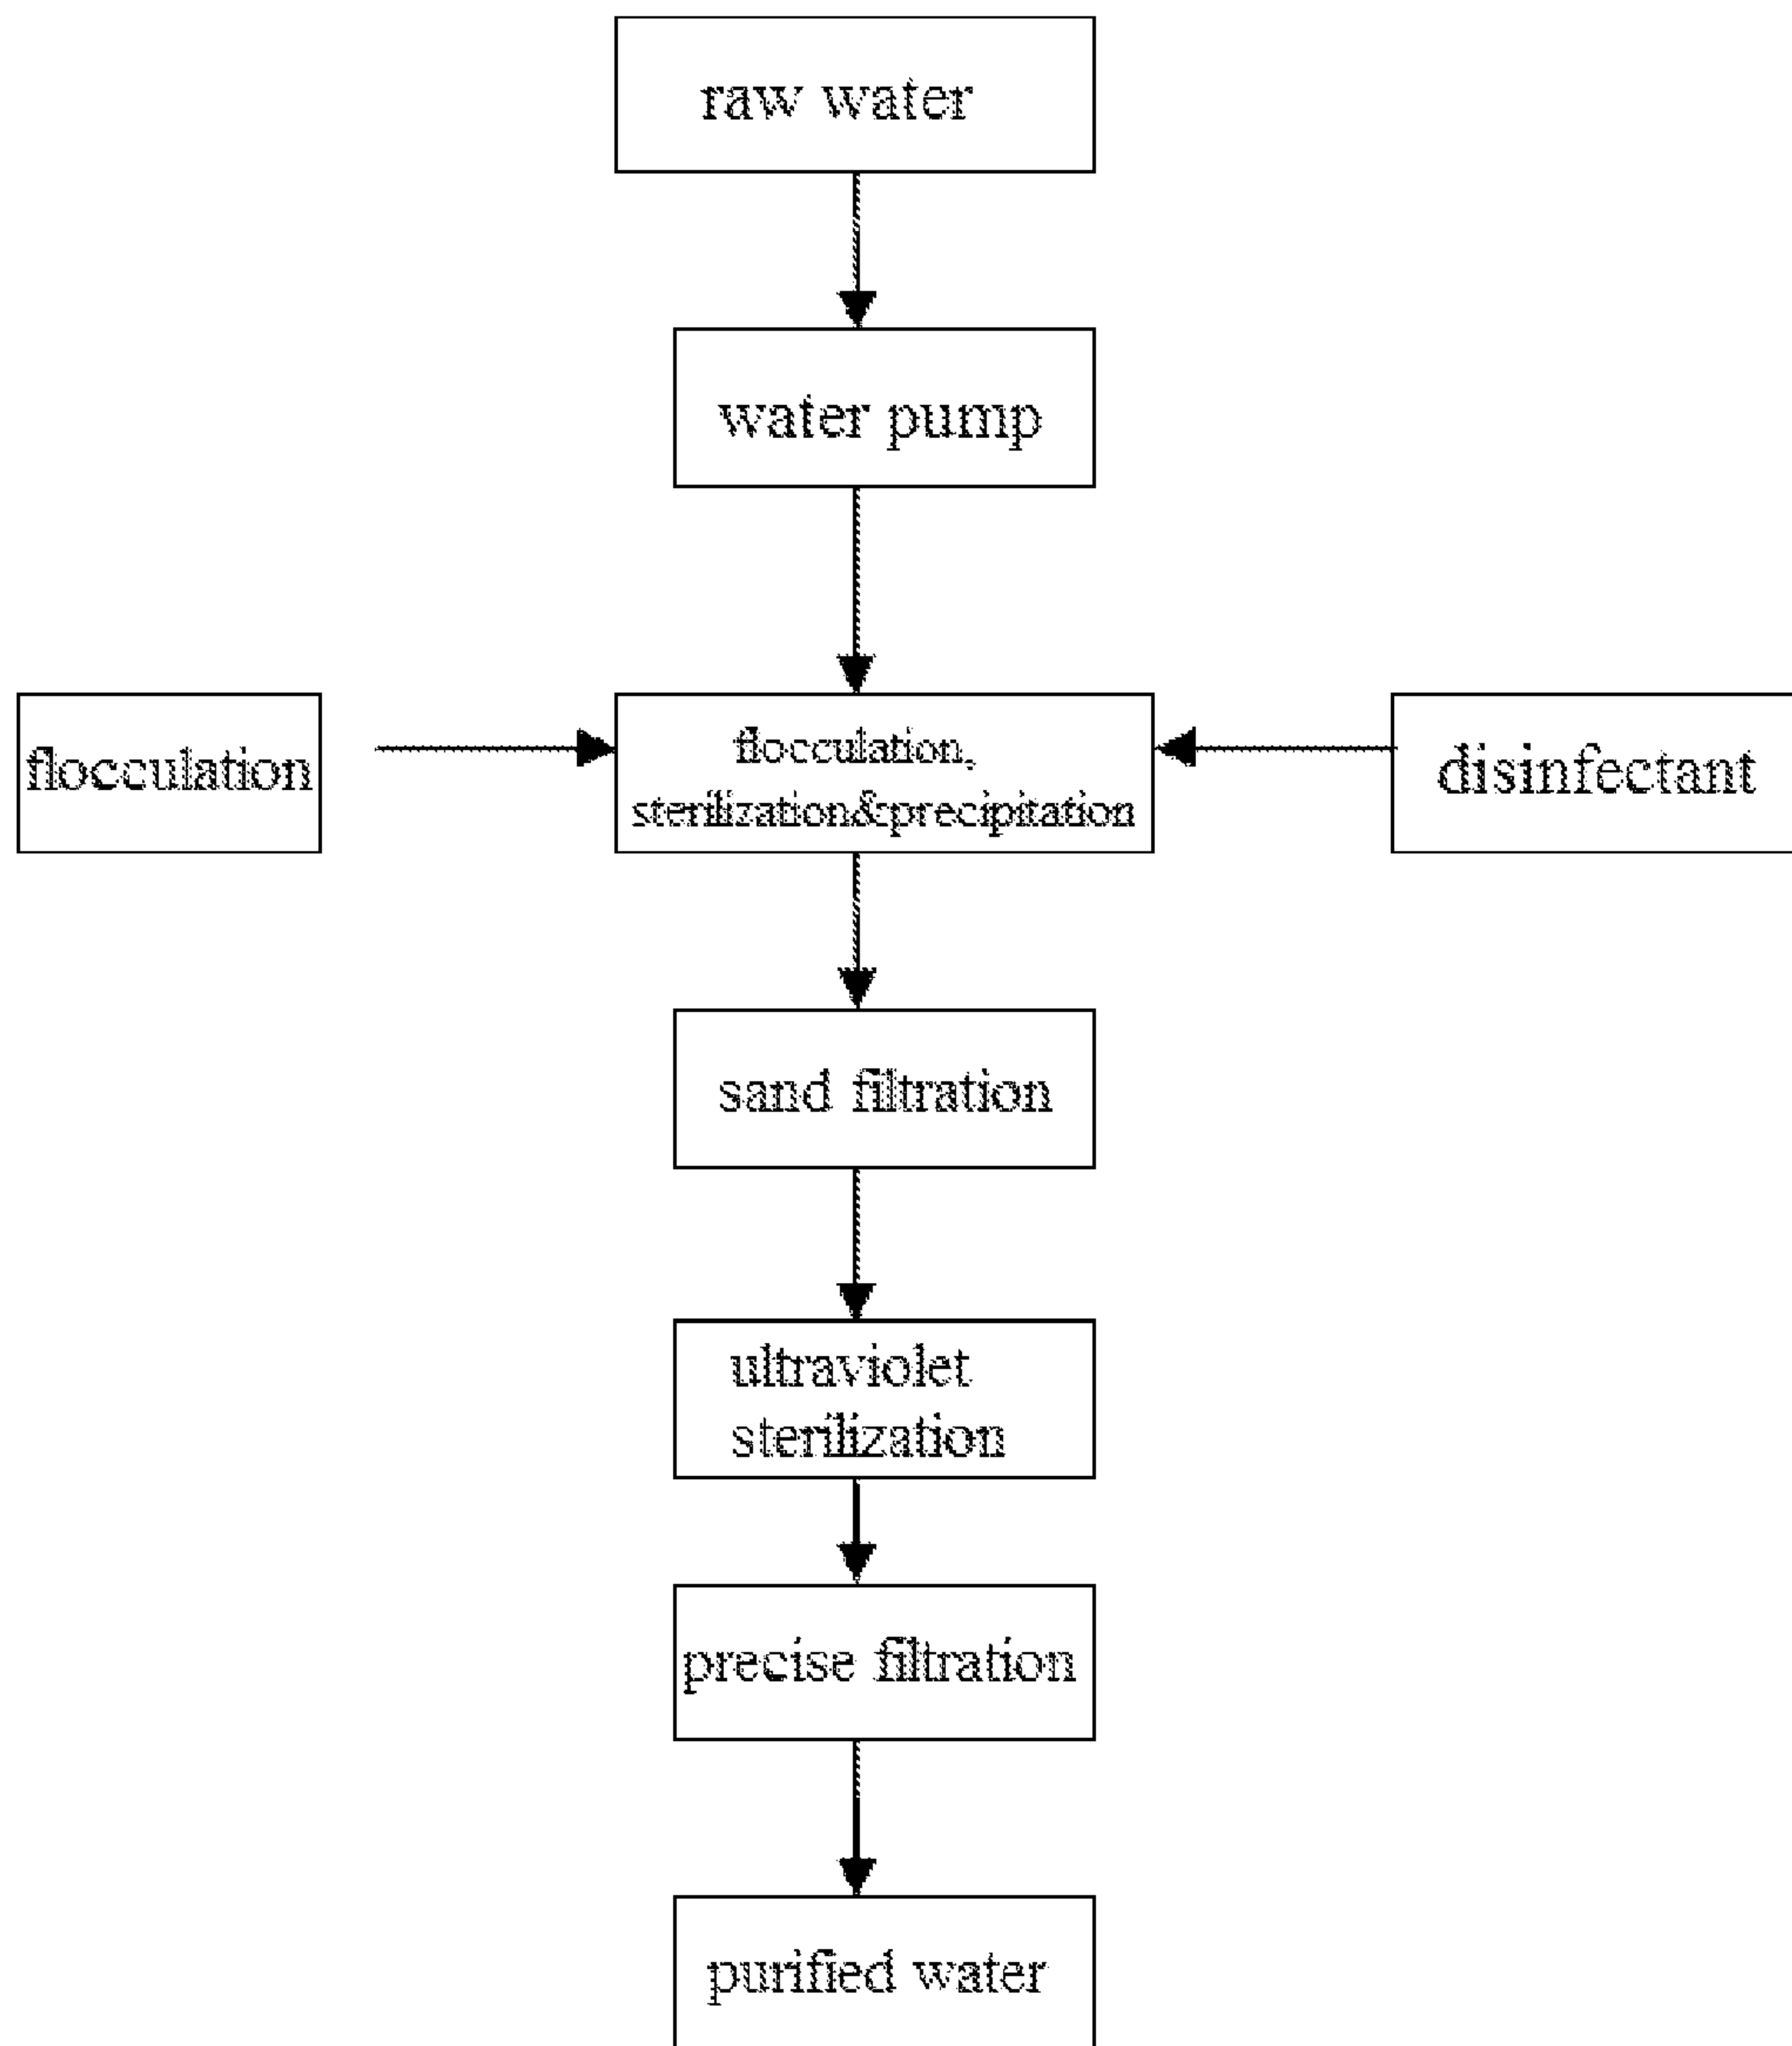 raw water
water pump
flocculation
flocculation,
sterilization&precipitation
disinfectant
sand filtration
ultraviolet
sterilization
precise filtration
purified water